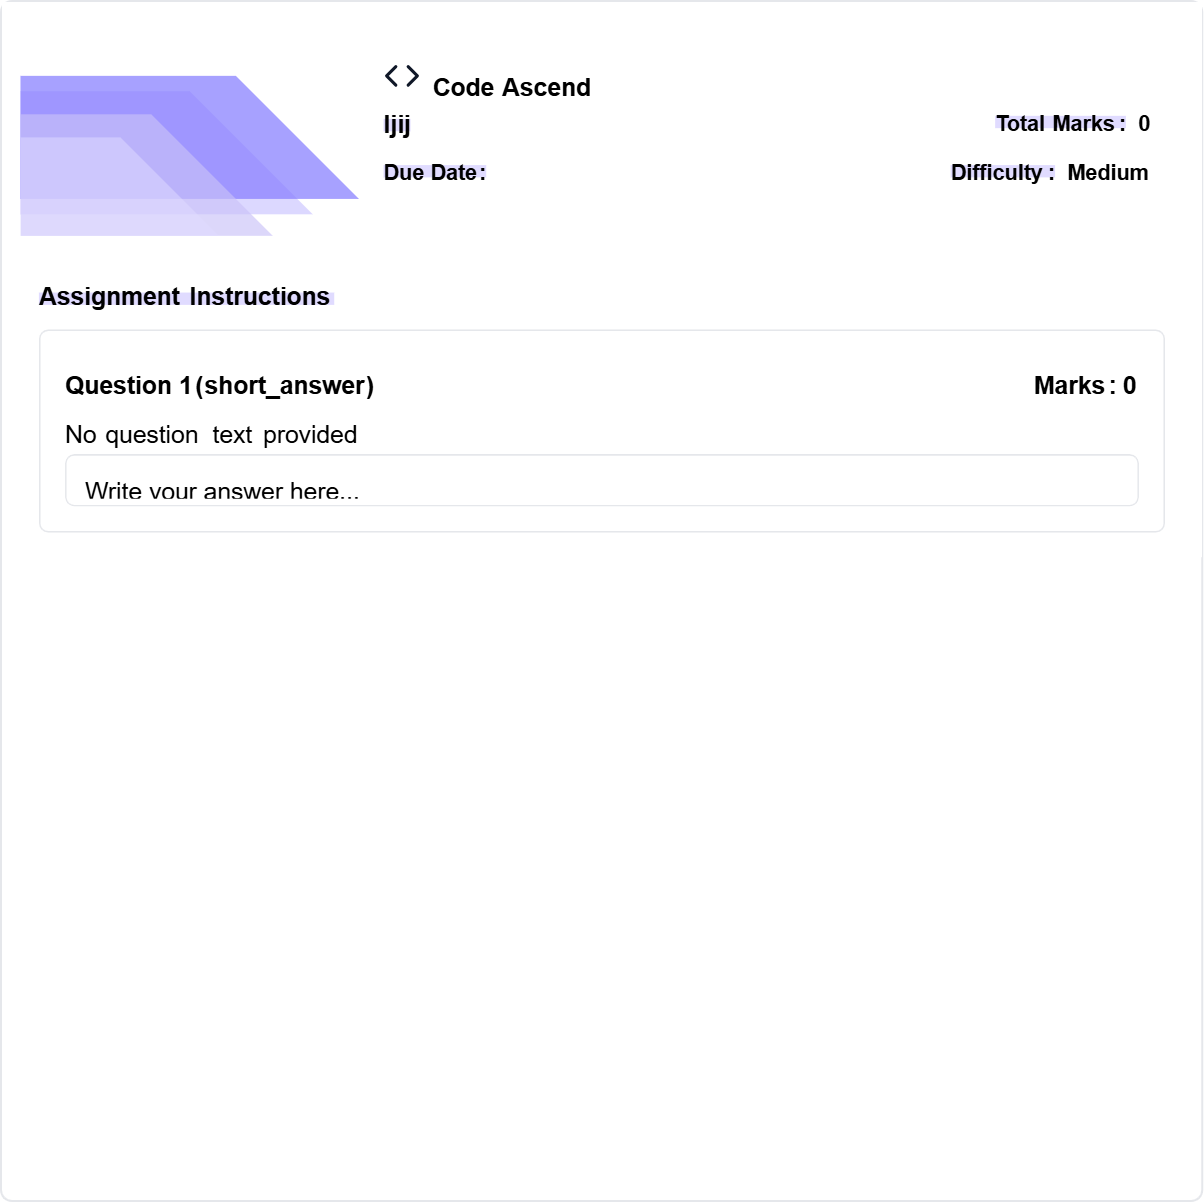 Code Ascend
ljij
Total Marks: 0
Due Date:
Difficulty: Medium
Assignment Instructions
Question 1(short_answer)
Marks: 0
No question text provided
Write your answer here...